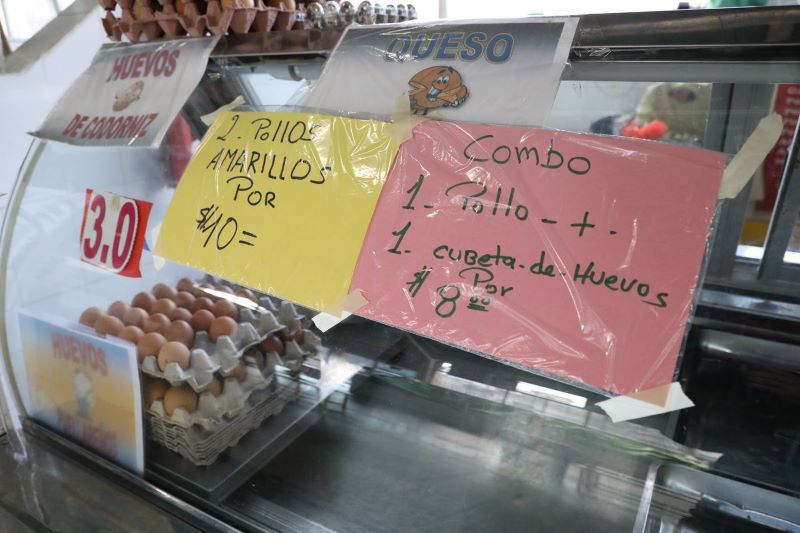 HUEVOS
DE CODORNIZ
QUESO
2. Pollos
AMARILLOS
POR
$10=
COMBO
1. Pollo - + .
1. CUBETA-de-HUEVOS
Por
$8.00
3.0
HUEVOS